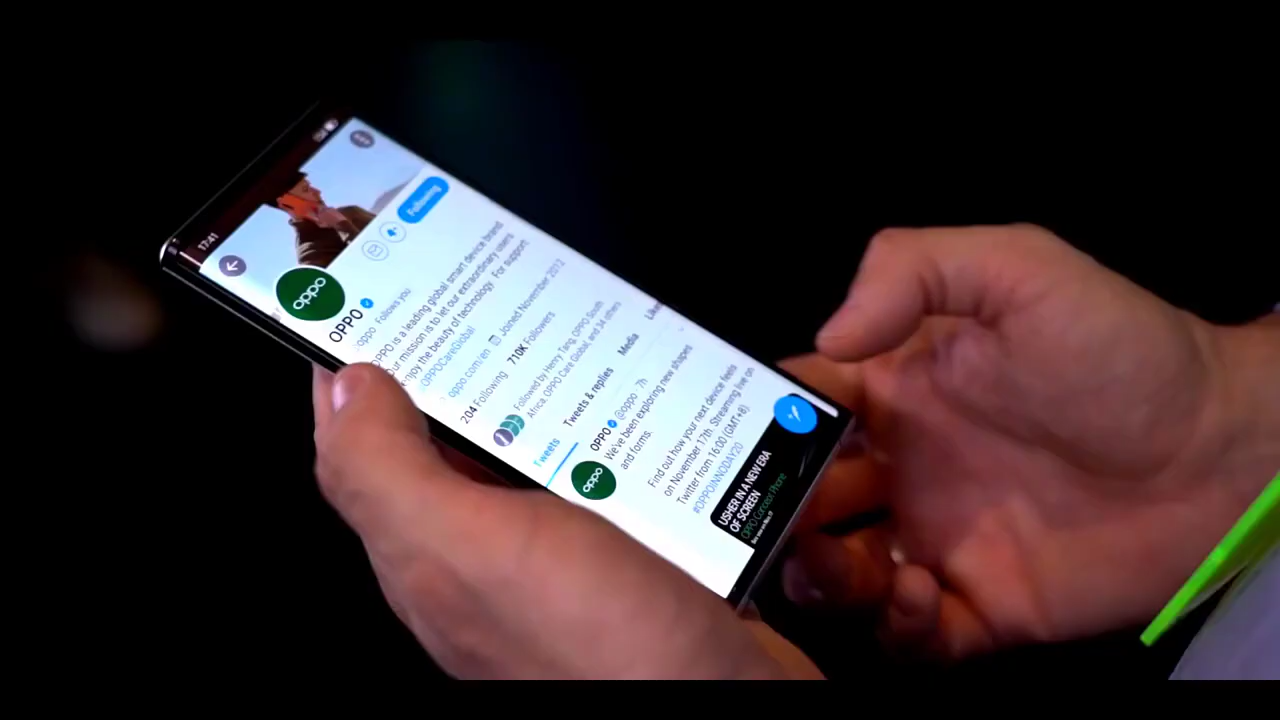 17:41
Following
oppo
OPPO
oppo Follows you
OPPO is a leading global smart device brand
Our mission is to let our extraordinary users
enjoy the beauty of technology For support:
OPPOCareGlobal
oppo.com/en Joined November 2012
204 Following 710K Followers
Followed by Henry Tang, OPPO South
Africa, OPPO Care Global, and 34 others
Tweets Tweets & replies Media Likes
OPPO @oppo 7h
We've been exploring new shapes
and forms.
oppo
Find out how your next device feels
on November 17th. Streaming live on
Twitter from 16:00 (GMT+8)
#OPPOINNODAY20
USHER IN A NEW ERA
OF SCREEN
OPPO Concept Phone